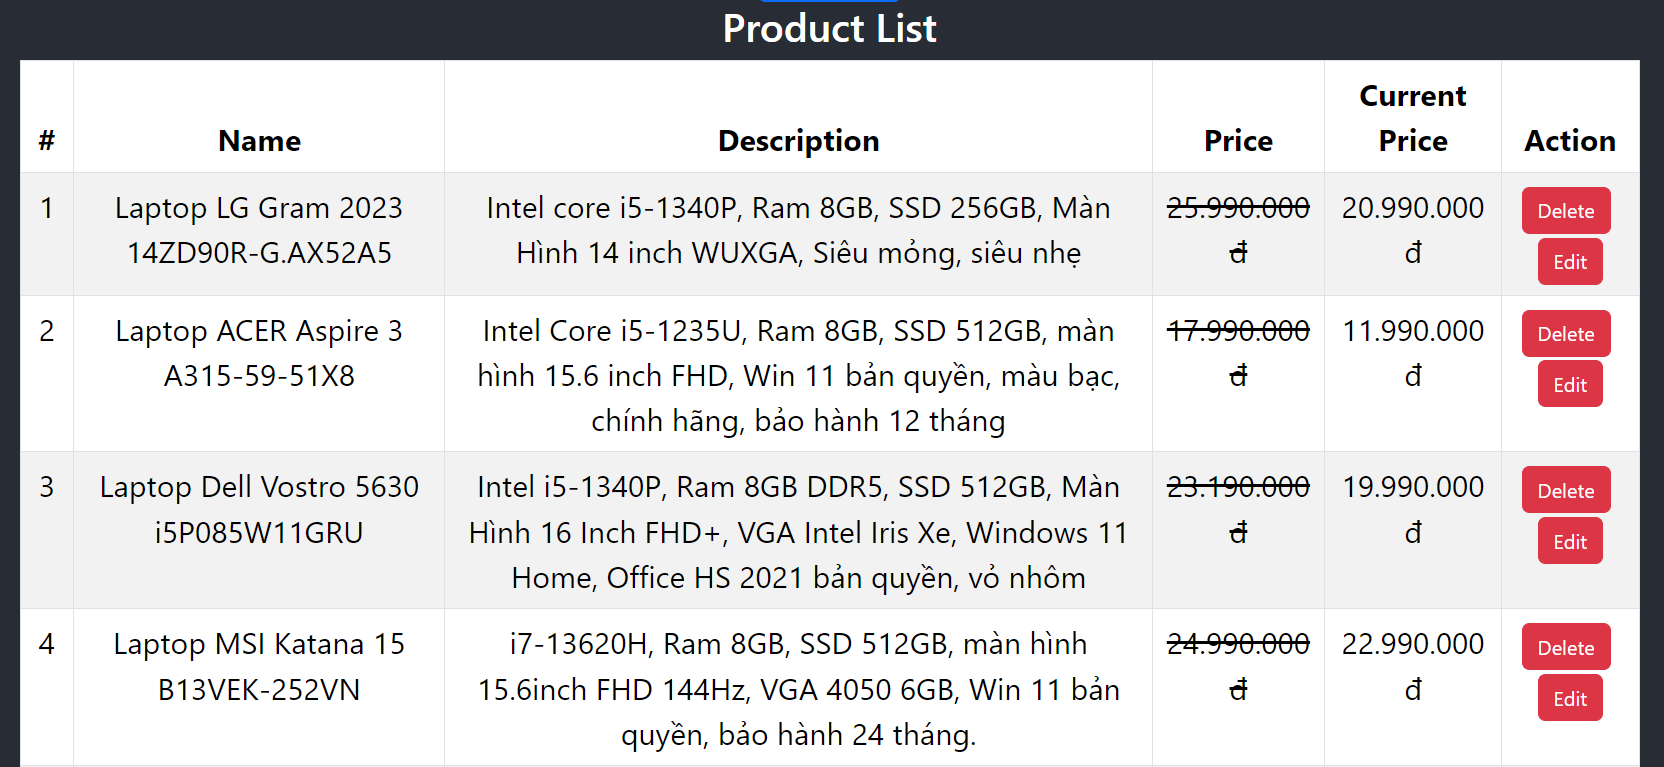 Product List
# Name Description Price Current Price Action
1 Laptop LG Gram 2023 Intel core i5-1340P, Ram 8GB, SSD 256GB, Màn 25.990.000 20.990.000 Delete
14ZD90R-G.AX52A5 Hình 14 inch WUXGA, Siêu mỏng, siêu nhẹ đ đ Edit
2 Laptop ACER Aspire 3 Intel Core i5-1235U, Ram 8GB, SSD 512GB, màn 17.990.000 11.990.000 Delete
A315-59-51X8 hình 15.6 inch FHD, Win 11 bản quyền, màu bạc, đ đ Edit
chính hãng, bảo hành 12 tháng
3 Laptop Dell Vostro 5630 Intel i5-1340P, Ram 8GB DDR5, SSD 512GB, Màn 23.190.000 19.990.000 Delete
i5P085W11GRU Hình 16 Inch FHD+, VGA Intel Iris Xe, Windows 11 đ đ Edit
Home, Office HS 2021 bản quyền, vỏ nhôm
4 Laptop MSI Katana 15 i7-13620H, Ram 8GB, SSD 512GB, màn hình 24.990.000 22.990.000 Delete
B13VEK-252VN 15.6inch FHD 144Hz, VGA 4050 6GB, Win 11 bản đ đ Edit
quyền, bảo hành 24 tháng.